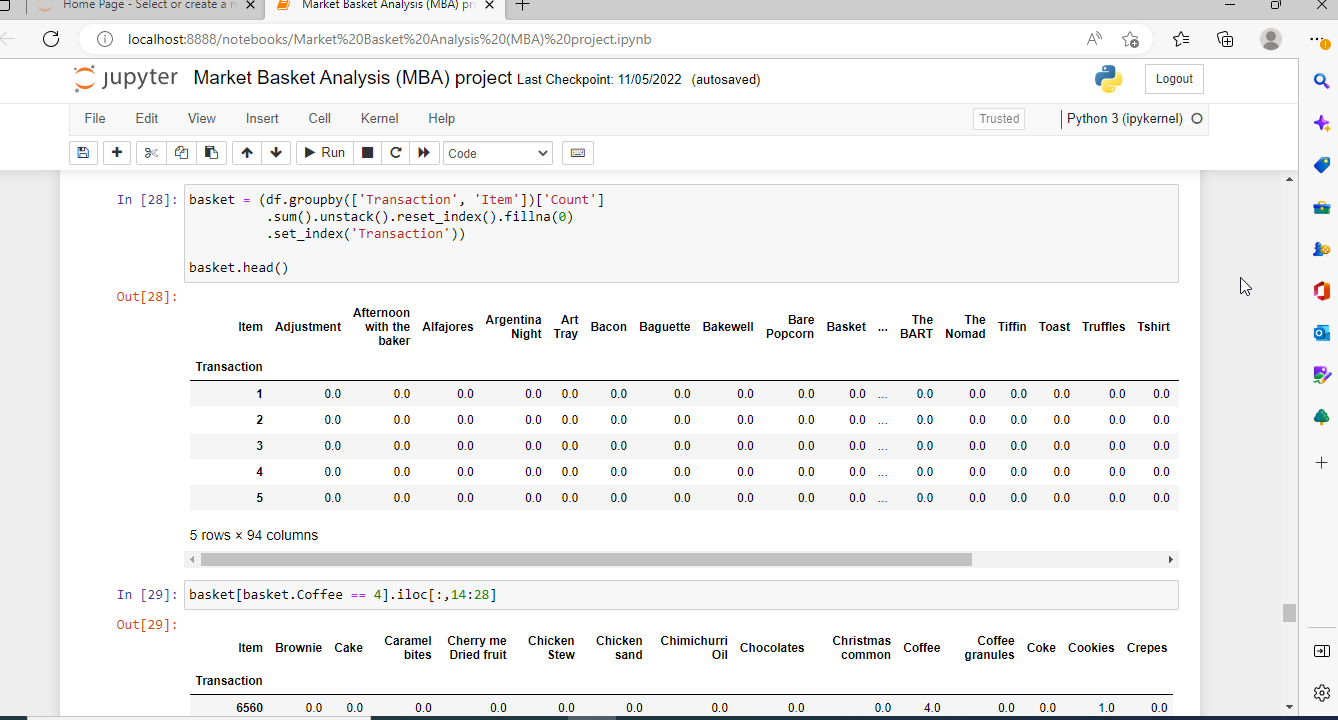 Home Page - Select or create a n
Market Basket Analysis (MBA) pr
localhost:8888/notebooks/Market%20Basket%20Analysis%20(MBA)%20project.ipynb
jupyter Market Basket Analysis (MBA) project Last Checkpoint: 11/05/2022 (autosaved)
Logout
File Edit View Insert Cell Kernel Help
Trusted
Python 3 (ipykernel)
Run
Code
In [28]: basket = (df.groupby(['Transaction', 'Item'])['Count']
.sum().unstack().reset_index().fillna(0)
.set_index('Transaction'))
basket.head()
Out[28]:
Item Adjustment Afternoon with the baker Alfajores Argentina Night Art Tray Bacon Baguette Bakewell Bare Popcorn Basket ... The BART The Nomad Tiffin Toast Truffles Tshirt
Transaction
1 0.0 0.0 0.0 0.0 0.0 0.0 0.0 0.0 0.0 0.0 ... 0.0 0.0 0.0 0.0 0.0 0.0
2 0.0 0.0 0.0 0.0 0.0 0.0 0.0 0.0 0.0 0.0 ... 0.0 0.0 0.0 0.0 0.0 0.0
3 0.0 0.0 0.0 0.0 0.0 0.0 0.0 0.0 0.0 0.0 ... 0.0 0.0 0.0 0.0 0.0 0.0
4 0.0 0.0 0.0 0.0 0.0 0.0 0.0 0.0 0.0 0.0 ... 0.0 0.0 0.0 0.0 0.0 0.0
5 0.0 0.0 0.0 0.0 0.0 0.0 0.0 0.0 0.0 0.0 ... 0.0 0.0 0.0 0.0 0.0 0.0
5 rows × 94 columns
In [29]: basket[basket.Coffee == 4].iloc[:,14:28]
Out[29]:
Item Brownie Cake Caramel bites Cherry me Dried fruit Chicken Stew Chicken sand Chimichurri Oil Chocolates Christmas common Coffee Coffee granules Coke Cookies Crepes
Transaction
6560 0.0 0.0 0.0 0.0 0.0 0.0 0.0 0.0 0.0 4.0 0.0 0.0 1.0 0.0